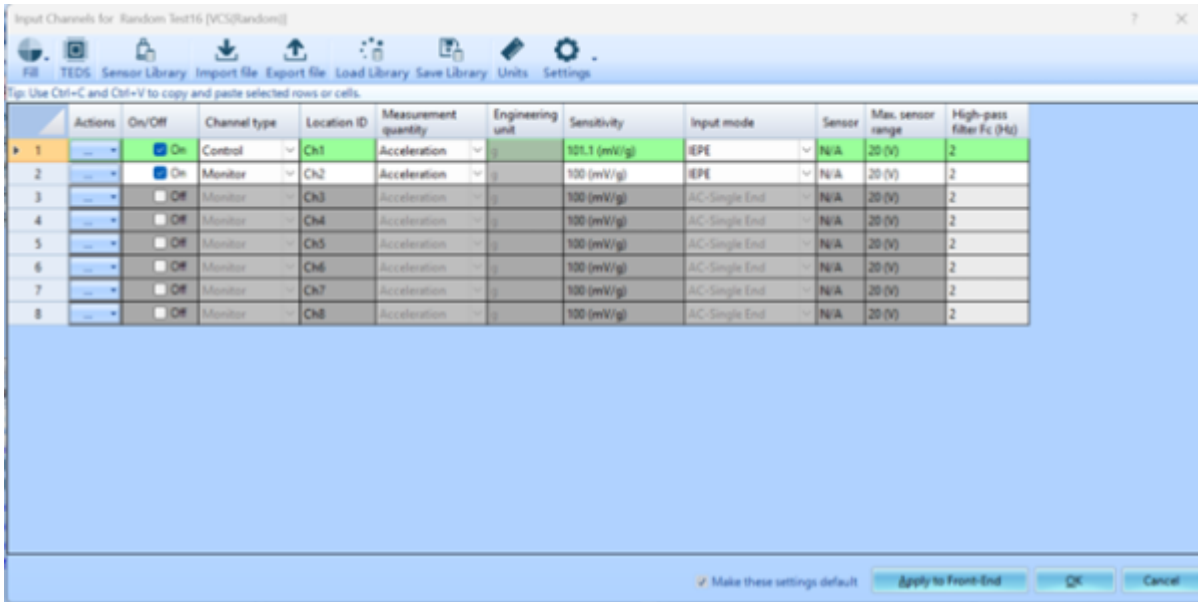 Input Channels for Random Test16 [VCS(Random)]
?
Fill TEDS Sensor Library Import file Export file Load Library Save Library Units Settings
Tip: Use Ctrl+C and Ctrl+V to copy and paste selected rows or cells.
Actions On/Off Channel type Location ID Measurement quantity Engineering unit Sensitivity Input mode Sensor Max. sensor range High-pass filter Fc (Hz)
1 ... On Control Ch1 Acceleration g 101.1 (mV/g) IEPE N/A 20 (V) 2
2 ... On Monitor Ch2 Acceleration g 100 (mV/g) IEPE N/A 20 (V) 2
3 ... Off Monitor Ch3 Acceleration g 100 (mV/g) AC-Single End N/A 20 (V) 2
4 ... Off Monitor Ch4 Acceleration g 100 (mV/g) AC-Single End N/A 20 (V) 2
5 ... Off Monitor Ch5 Acceleration g 100 (mV/g) AC-Single End N/A 20 (V) 2
6 ... Off Monitor Ch6 Acceleration g 100 (mV/g) AC-Single End N/A 20 (V) 2
7 ... Off Monitor Ch7 Acceleration g 100 (mV/g) AC-Single End N/A 20 (V) 2
8 ... Off Monitor Ch8 Acceleration g 100 (mV/g) AC-Single End N/A 20 (V) 2
Make these settings default Apply to Front-End OK Cancel